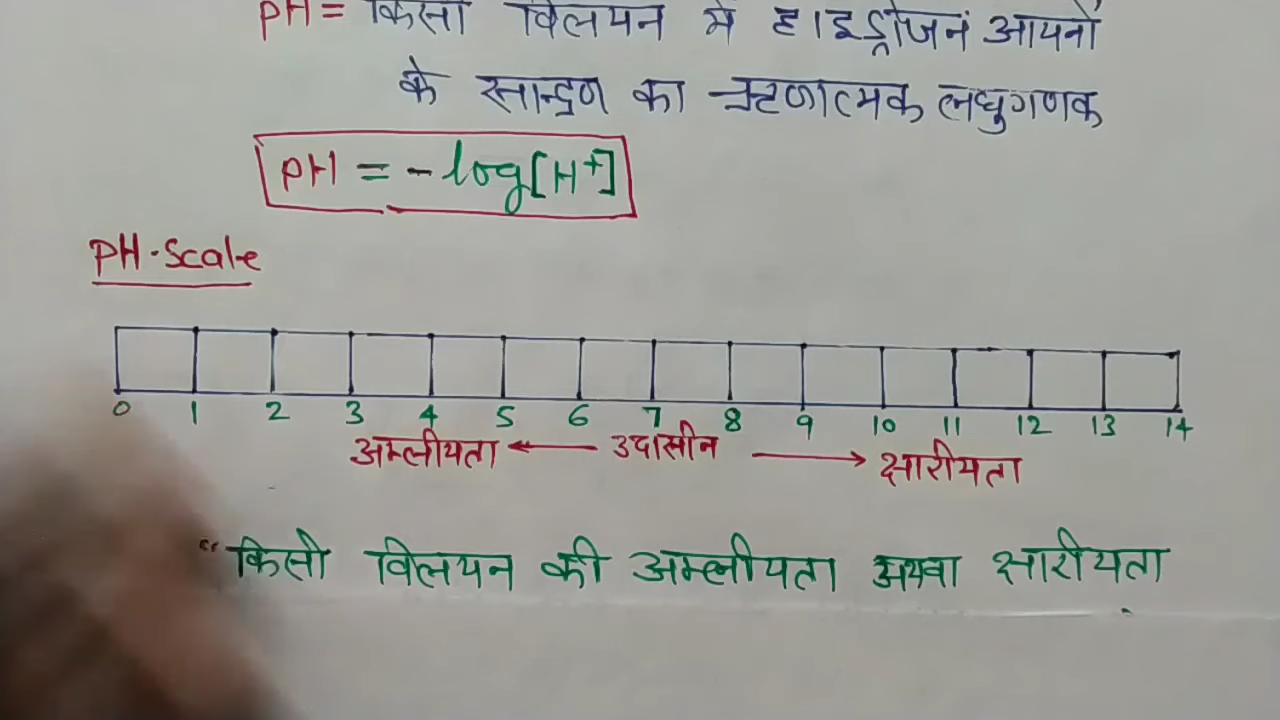 PH = किसी विलयन में हाइड्रोजन आयनों
के सान्द्रण का ऋणात्मक लघुगणक
PH = - log[H+]
PH-Scale
0 1 2 3 4 5 6 7 8 9 10 11 12 13 14
अम्लीयता ← उदासीन → क्षारीयता
“किसी विलयन की अम्लीयता अथवा क्षारीयता